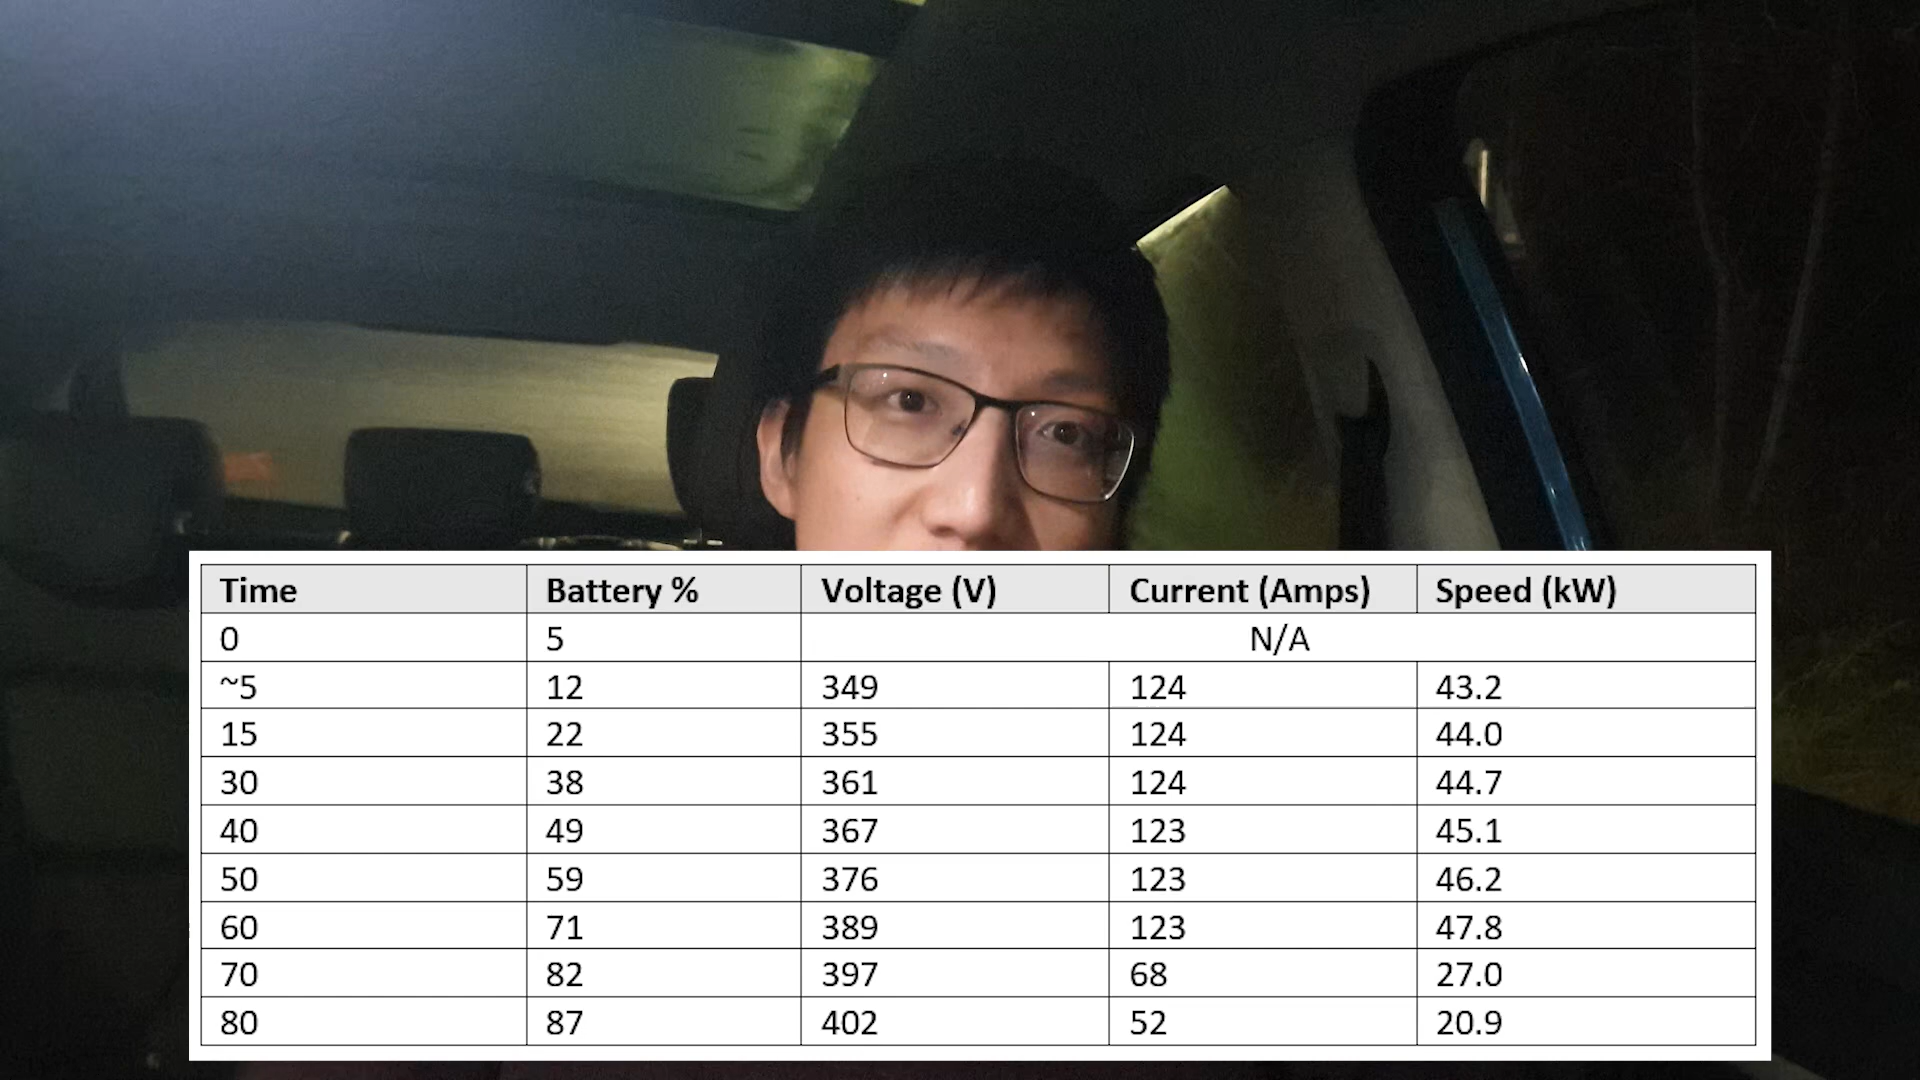 Time Battery % Voltage (V) Current (Amps) Speed (kW)
0 5 N/A
~5 12 349 124 43.2
15 22 355 124 44.0
30 38 361 124 44.7
40 49 367 123 45.1
50 59 376 123 46.2
60 71 389 123 47.8
70 82 397 68 27.0
80 87 402 52 20.9